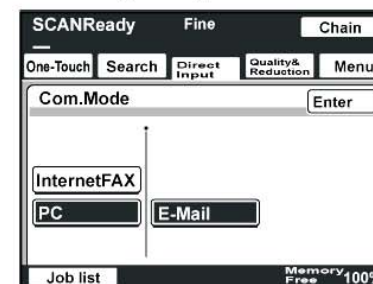 SCANReady Fine Chain
One-Touch Search Direct Input Quality& Reduction Menu
Com.Mode Enter
InternetFAX
PC E-Mail
Job list Memory Free 100%